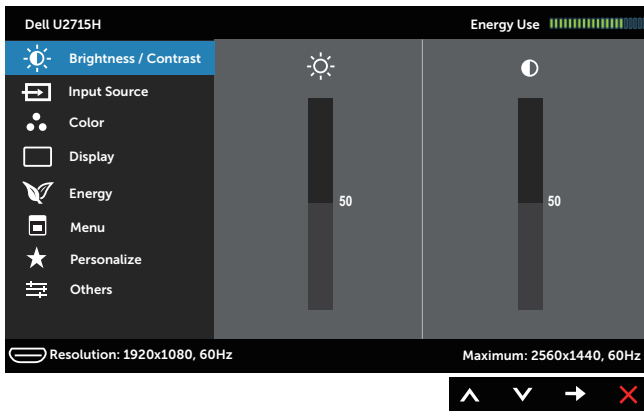 Dell U2715H
Energy Use
Brightness / Contrast
Input Source
Color
Display
Energy
Menu
Personalize
Others
50
50
Resolution: 1920x1080, 60Hz
Maximum: 2560x1440, 60Hz